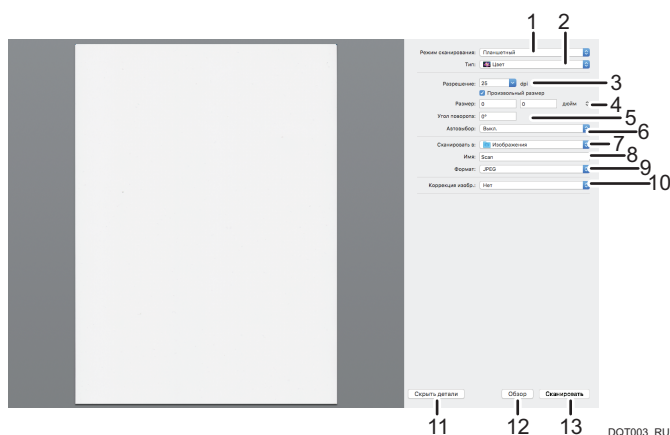 1 2
Режим сканирования: Планшетный
Тип: Цвет
Разрешение: 25 dpi 3
Произвольный размер
Размер: 0 0 дюйм 4
Угол поворота: 0° 5
Автовыбор: Выкл. 6
Сканировать в: Изображения 7
Имя: Scan 8
Формат: JPEG 9
Коррекция изобр.: Нет 10
Скрыть детали Обзор Сканировать
11 12 13
DQT003_RU